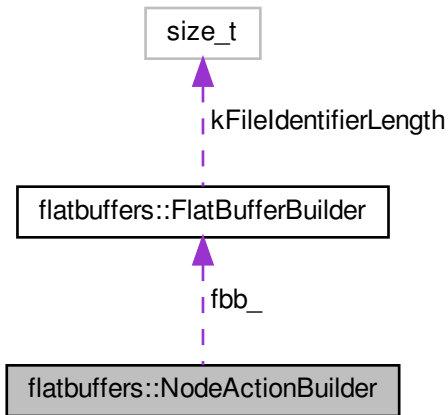 size_t
kFileIdentifierLength
flatbuffers::FlatBufferBuilder
fbb_
flatbuffers::NodeActionBuilder